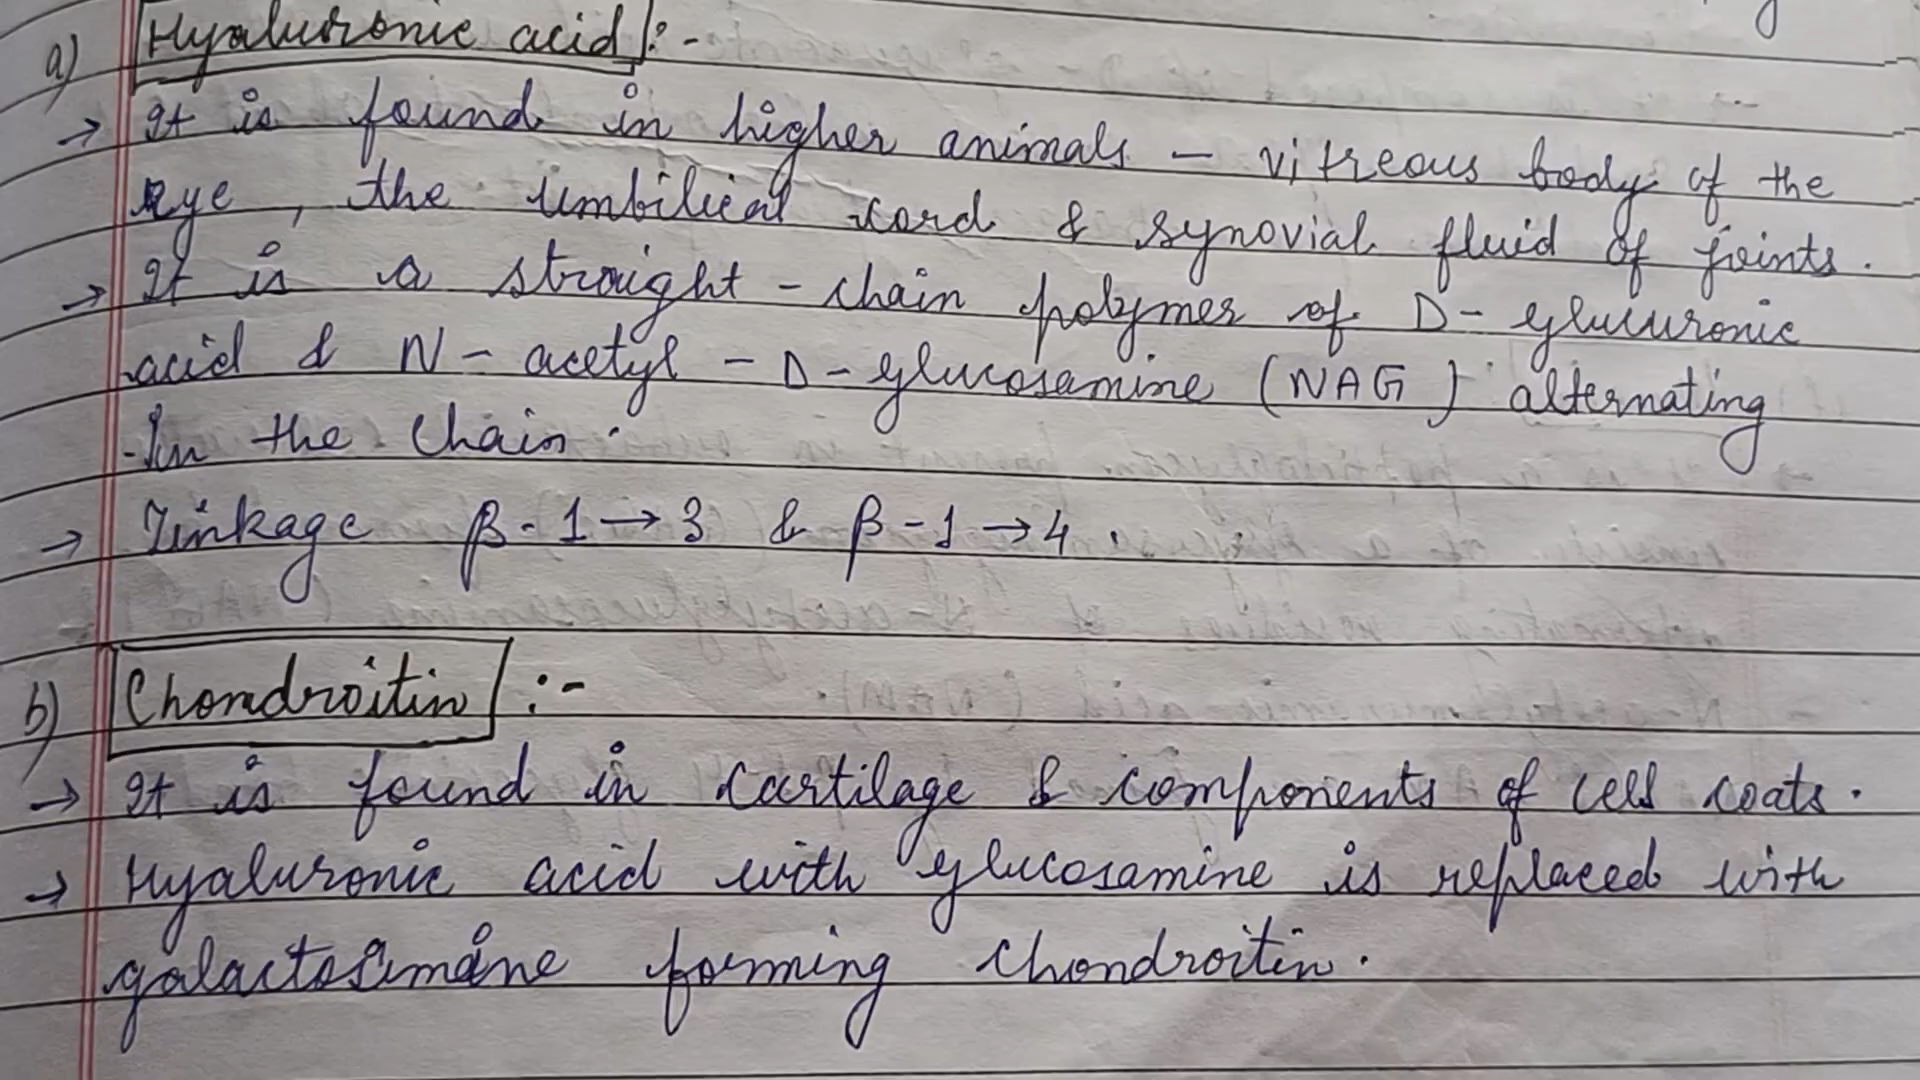 a) Hyaluronic acid :-
→ It is found in higher animals – vitreous body of the
eye, the umbilical cord & synovial fluid of joints.
→ It is a straight - chain polymer of D- glucuronic
acid & N - acetyl - D - glucosamine (NAG) alternating
In the chain.
→ Linkage β-1→3 & β-1→4.
b) Chondroitin :-
→ It is found in cartilage & components of cell coats.
→ Hyaluronic acid with glucosamine is replaced with
galactosamine forming chondroitin.